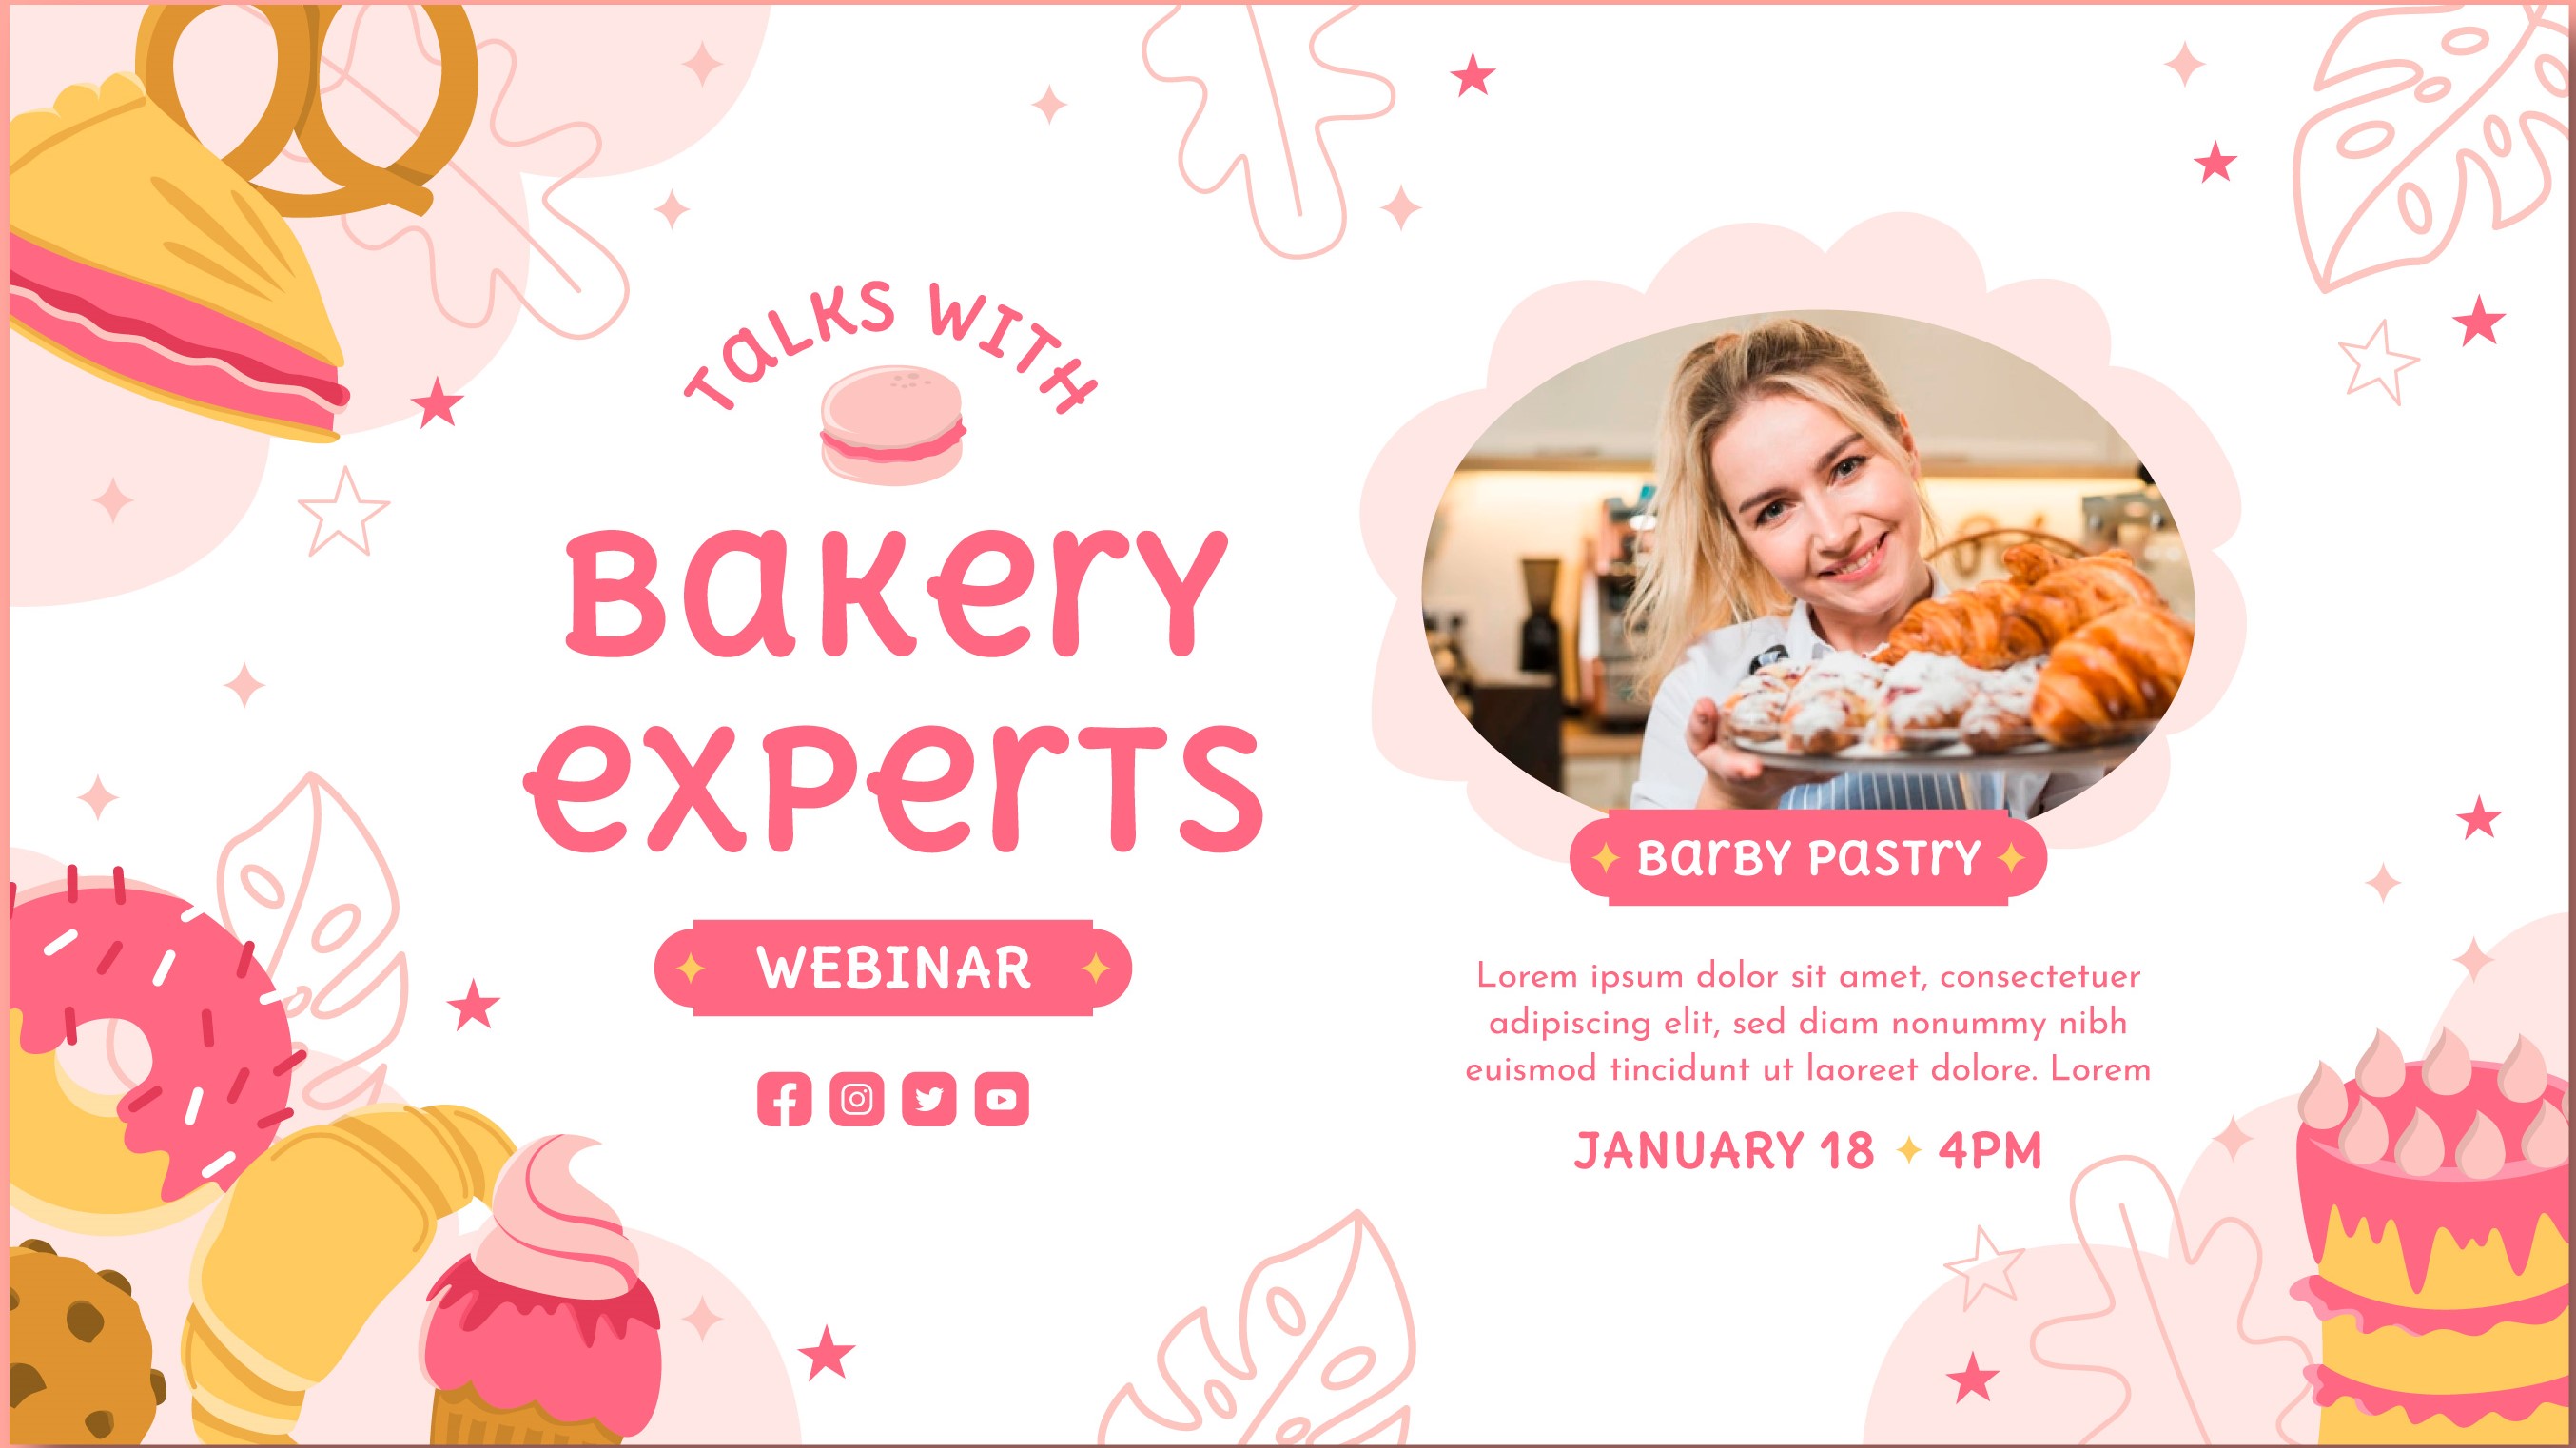 TaLKS WITH
BaKerY
eXPerTS
WEBINAR
BarBY PaSTrY
Lorem ipsum dolor sit amet, consectetuer
adipiscing elit, sed diam nonummy nibh
euismod tincidunt ut laoreet dolore. Lorem
JANUARY 18 4PM